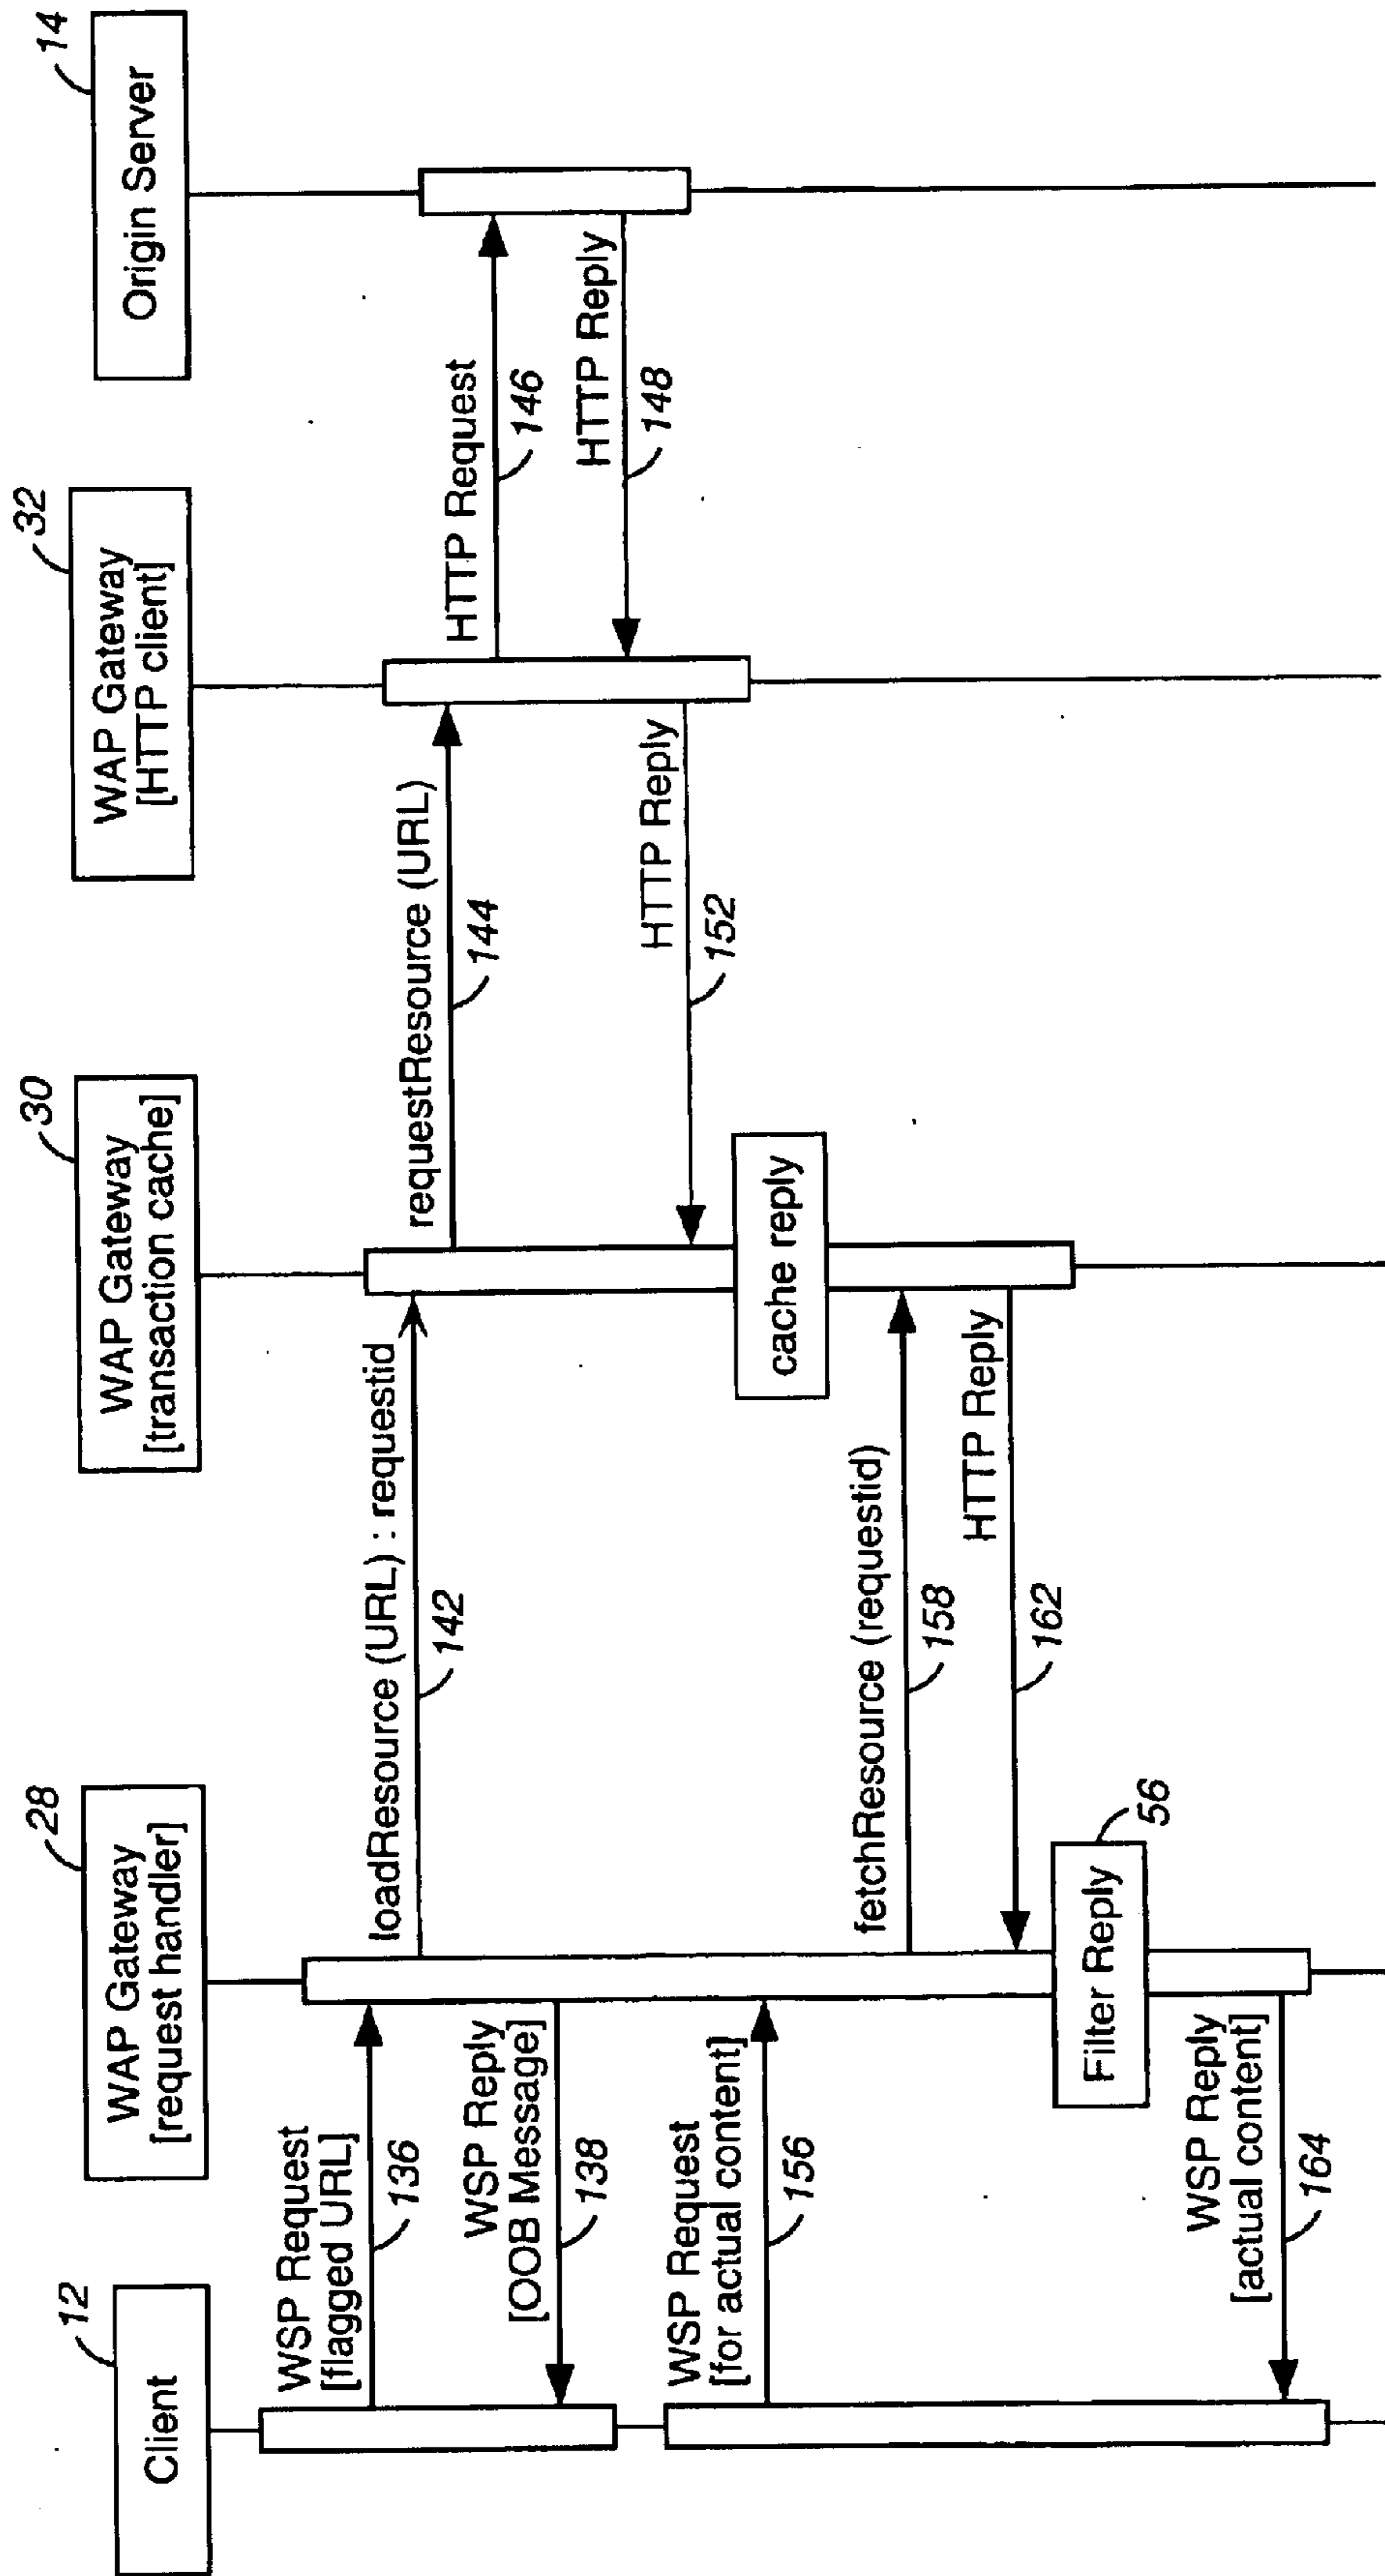 12
Client
28
WAP Gateway
[request handler]
30
WAP Gateway
[transaction cache]
32
WAP Gateway
[HTTP client]
14
Origin Server
WSP Request
[flagged URL]
136
loadResource (URL) : requestid
142
requestResource (URL)
144
HTTP Request
146
WSP Reply
[OOB Message]
138
HTTP Reply
148
HTTP Reply
152
WSP Request
[for actual content]
156
cache reply
fetchResource (requestid)
158
HTTP Reply
162
Filter Reply
56
WSP Reply
[actual content]
164